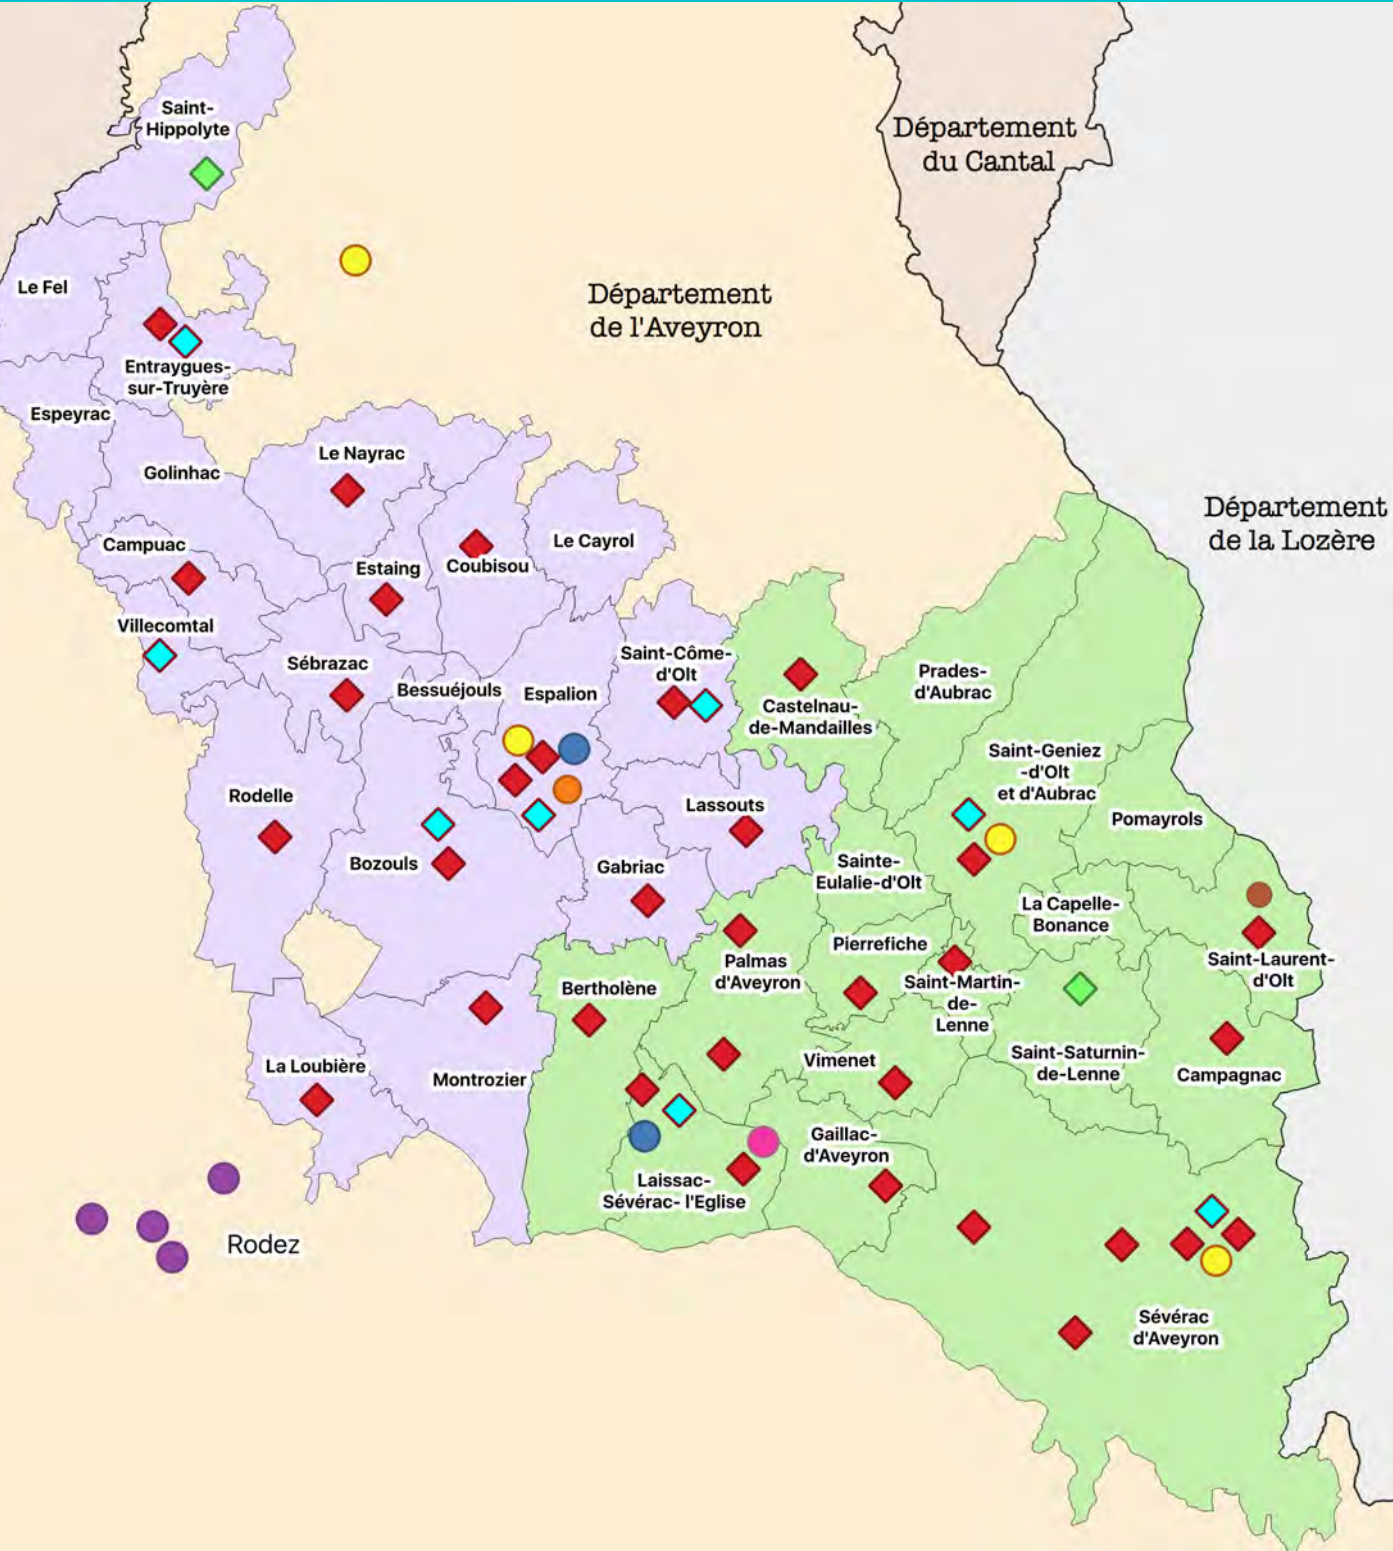 Saint-
Hippolyte
Département
du Cantal
Le Fel
Département
de l'Aveyron
Entraygues-
sur-Truyère
Espeyrac
Golinhac
Le Nayrac
Département
de la Lozère
Campuac
Estaing
Coubisou
Le Cayrol
Villecomtal
Sébrazac
Bessuéjouls
Espalion
Saint-Côme-
d'Olt
Castelnau-
de-Mandailles
Prades-
d'Aubrac
Saint-Geniez
-d'Olt
et d'Aubrac
Rodelle
Lassouts
Pomayrols
Bozouls
Gabriac
Sainte-
Eulalie-d'Olt
La Capelle-
Bonance
Pierrefiche
Palmas
d'Aveyron
Saint-Martin-
de-
Lenne
Saint-Laurent-
d'Olt
Bertholène
La Loubière
Montrozier
Vimenet
Saint-Saturnin-
de-Lenne
Campagnac
Gaillac-
d'Aveyron
Laissac-
Sévérac- l'Eglise
Rodez
Sévérac
d'Aveyron